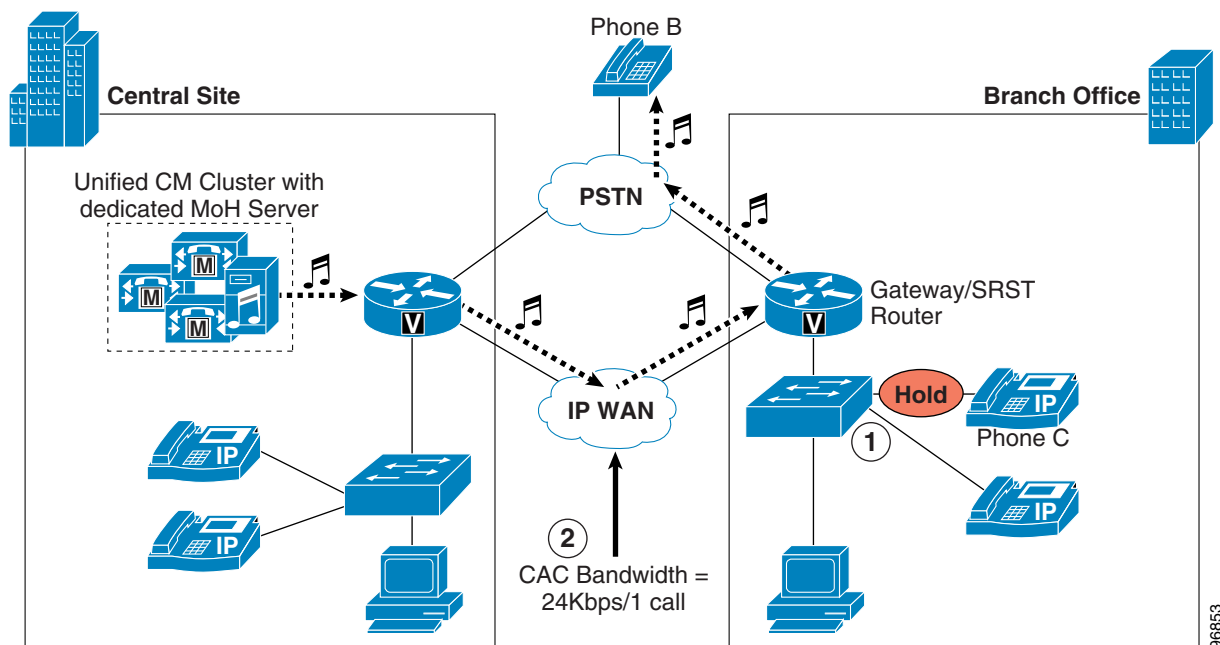 Phone B
Central Site
Branch Office
Unified CM Cluster with
dedicated MoH Server
M
M
M
PSTN
V
V
Gateway/SRST
Router
Hold
IP
Phone C
1
IP WAN
IP
IP
IP
2
CAC Bandwidth =
24Kbps/1 call